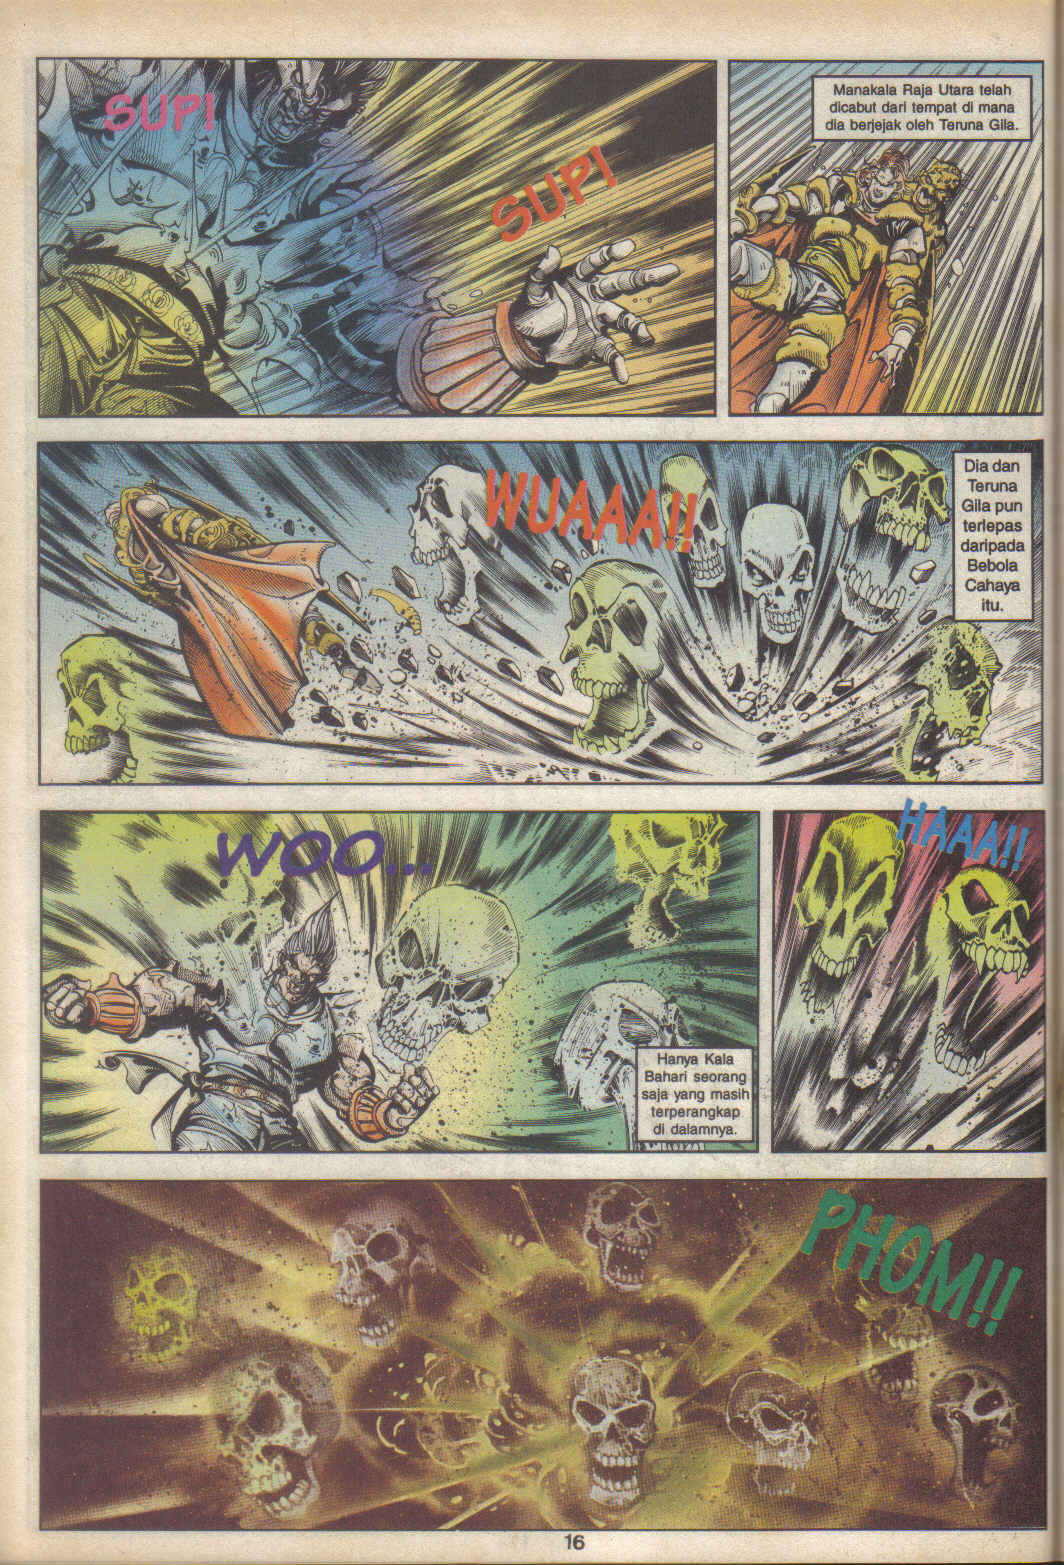 SUP!
SUP!
Manakala Raja Utara telah
dicabut dari tempat di mana
dia berjejak oleh Teruna Gila.
WUAAA!!
Dia dan
Teruna
Gila pun
terlepas
daripada
Bebola
Cahaya
itu.
WOO...
Hanya Kala
Bahari seorang
saja yang masih
terperangkap
di dalamnya.
HAAA!!
PHOM!!
16